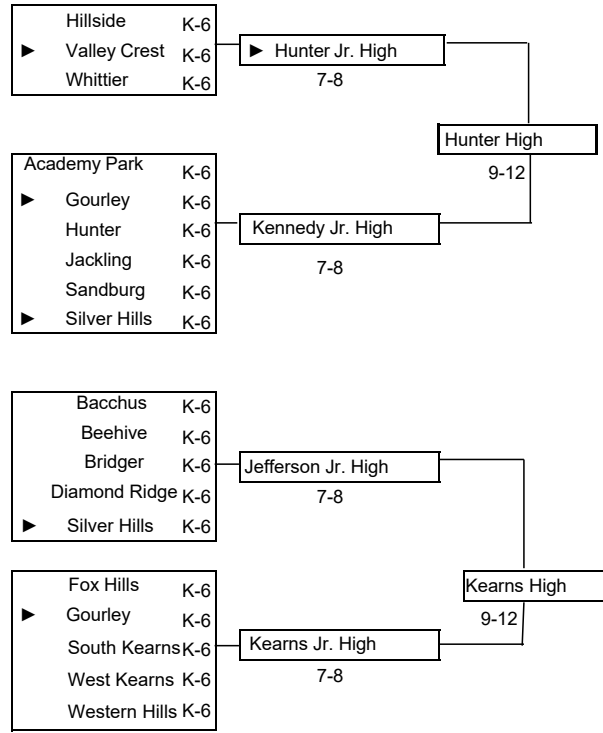 Hillside K-6
► Valley Crest K-6
Whittier K-6
► Hunter Jr. High
7-8
Hunter High
9-12
Academy Park K-6
► Gourley K-6
Hunter K-6
Jackling K-6
Sandburg K-6
► Silver Hills K-6
Kennedy Jr. High
7-8
Bacchus K-6
Beehive K-6
Bridger K-6
Diamond Ridge K-6
► Silver Hills K-6
Jefferson Jr. High
7-8
Kearns High
9-12
Fox Hills K-6
► Gourley K-6
South Kearns K-6
West Kearns K-6
Western Hills K-6
Kearns Jr. High
7-8